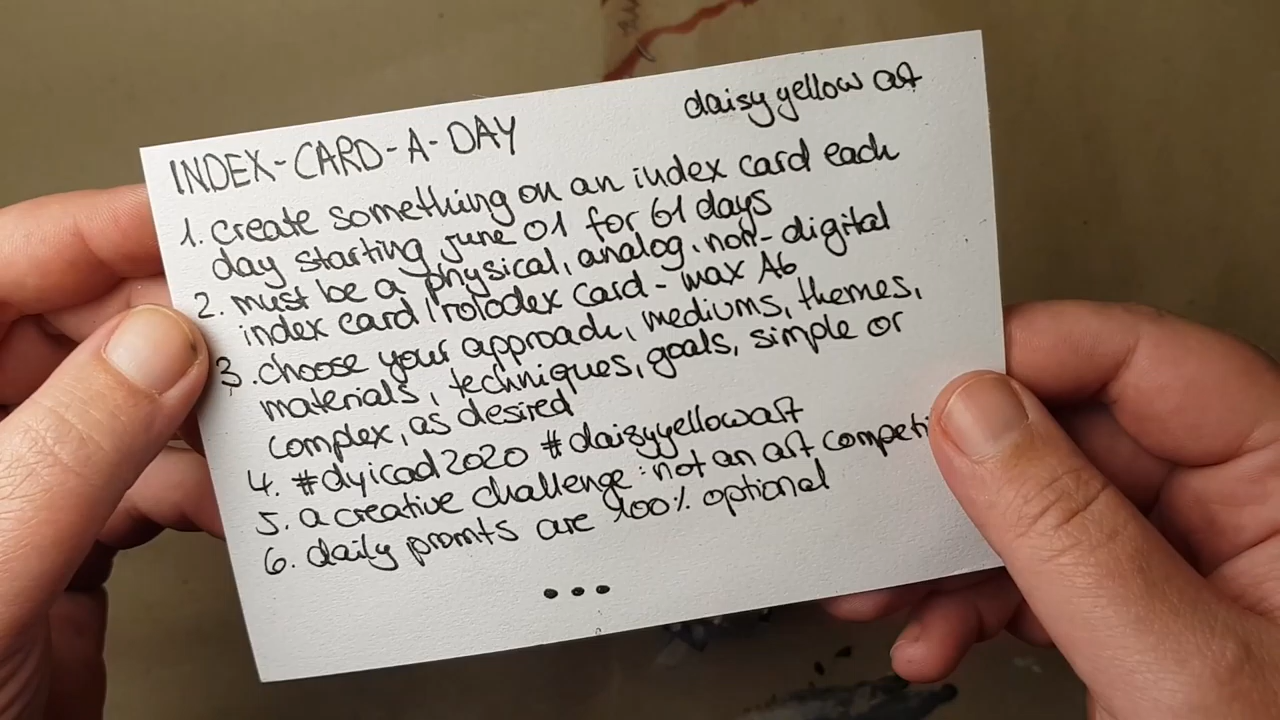 daisy yellow art
INDEX-CARD-A-DAY
1. create something on an index card each
day starting june 01 for 61 days
2. must be a physical, analog, non-digital
index card / rolodex card - max A6
3. choose your approach, mediums, themes,
materials, techniques, goals, simple or
complex, as desired
4. #dyicad2020 #daisyyellowart
5. a creative challenge: not an art competi
6. daily promts are 100% optional
...